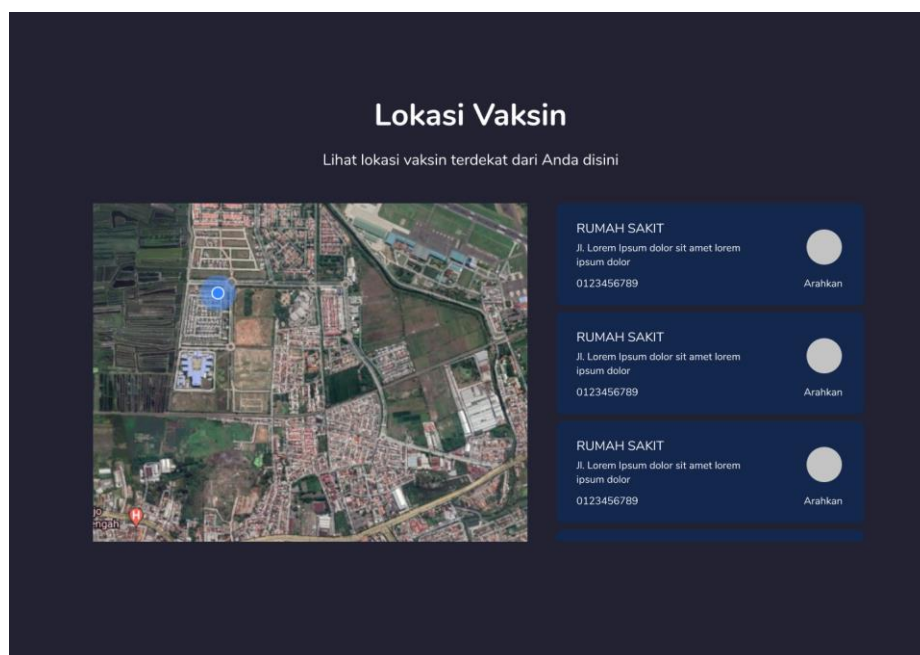 Lokasi Vaksin
Lihat lokasi vaksin terdekat dari Anda disini
RUMAH SAKIT
Jl. Lorem Ipsum dolor sit amet lorem
ipsum dolor
0123456789
Arahkan
RUMAH SAKIT
Jl. Lorem Ipsum dolor sit amet lorem
ipsum dolor
0123456789
Arahkan
RUMAH SAKIT
Jl. Lorem Ipsum dolor sit amet lorem
ipsum dolor
0123456789
Arahkan
jo
ngah
H